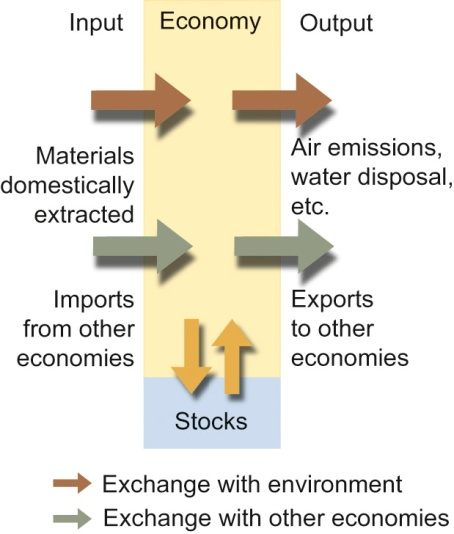 Input
Economy
Output
Materials
domestically
extracted
Air emissions,
water disposal,
etc.
Imports
from other
economies
Exports
to other
economies
Stocks
Exchange with environment
Exchange with other economies